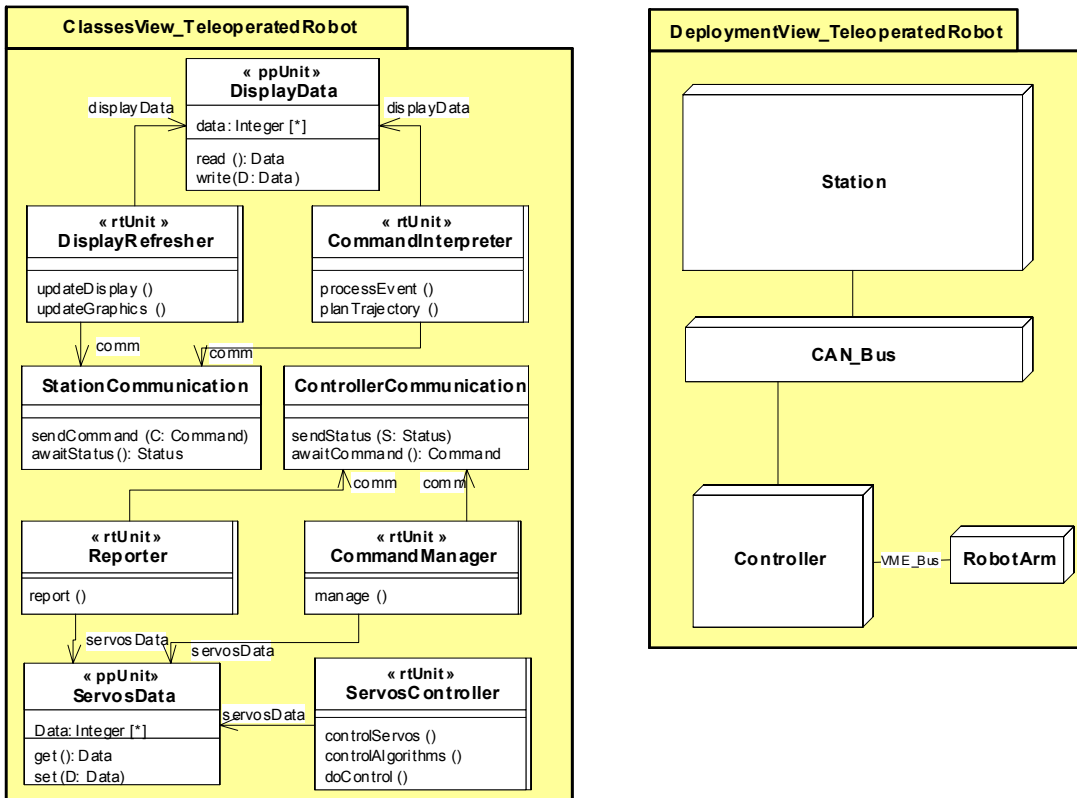 ClassesView_TeleoperatedRobot
« ppUnit»
DisplayData
displayData
displayData
data: Integer [*]
read (): Data
write(D: Data)
« rtUnit »
DisplayRefresher
updateDisplay ()
updateGraphics ()
« rtUnit»
CommandInterpreter
processEvent ()
planTrajectory ()
comm
comm
StationCommunication
sendCommand (C: Command)
awaitStatus(): Status
ControllerCommunication
sendStatus (S: Status)
awaitCommand (): Command
comm
comm
« rtUnit»
Reporter
report ()
« rtUnit»
CommandManager
manage ()
servosData
servosData
« ppUnit»
ServosData
Data: Integer [*]
get (): Data
set (D: Data)
servosData
« rtUnit »
ServosController
controlServos ()
controlAlgorithms ()
doControl ()
DeploymentView_TeleoperatedRobot
Station
CAN_Bus
Controller
VME_Bus
RobotArm